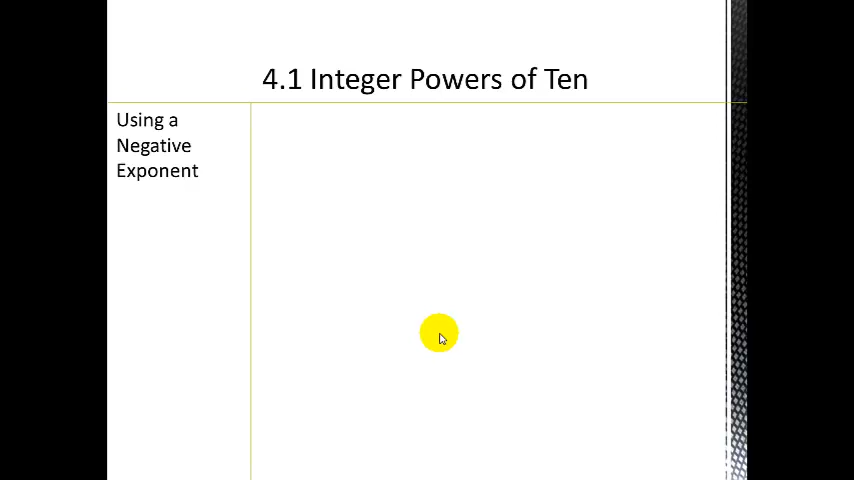 4.1 Integer Powers of Ten
Using a
Negative
Exponent